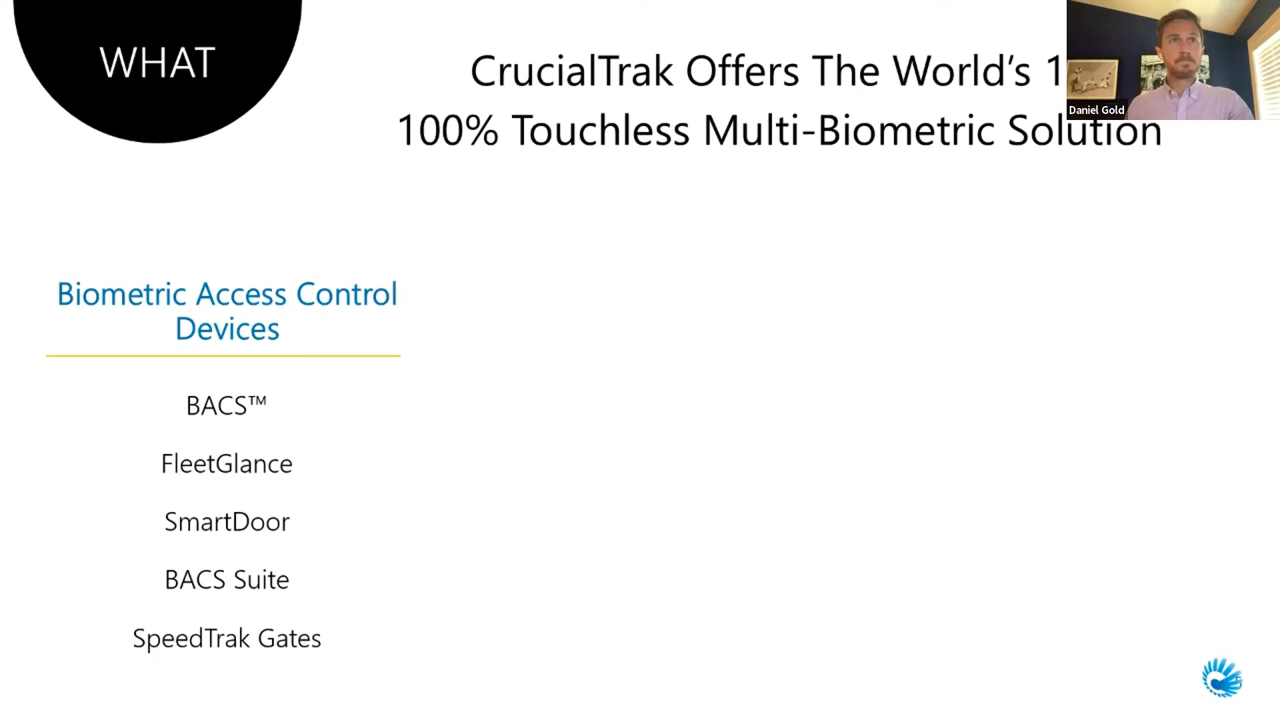 WHAT
CrucialTrak Offers The World's 1
100% Touchless Multi-Biometric Solution
Daniel Gold
Biometric Access Control
Devices
BACS™
FleetGlance
SmartDoor
BACS Suite
SpeedTrak Gates